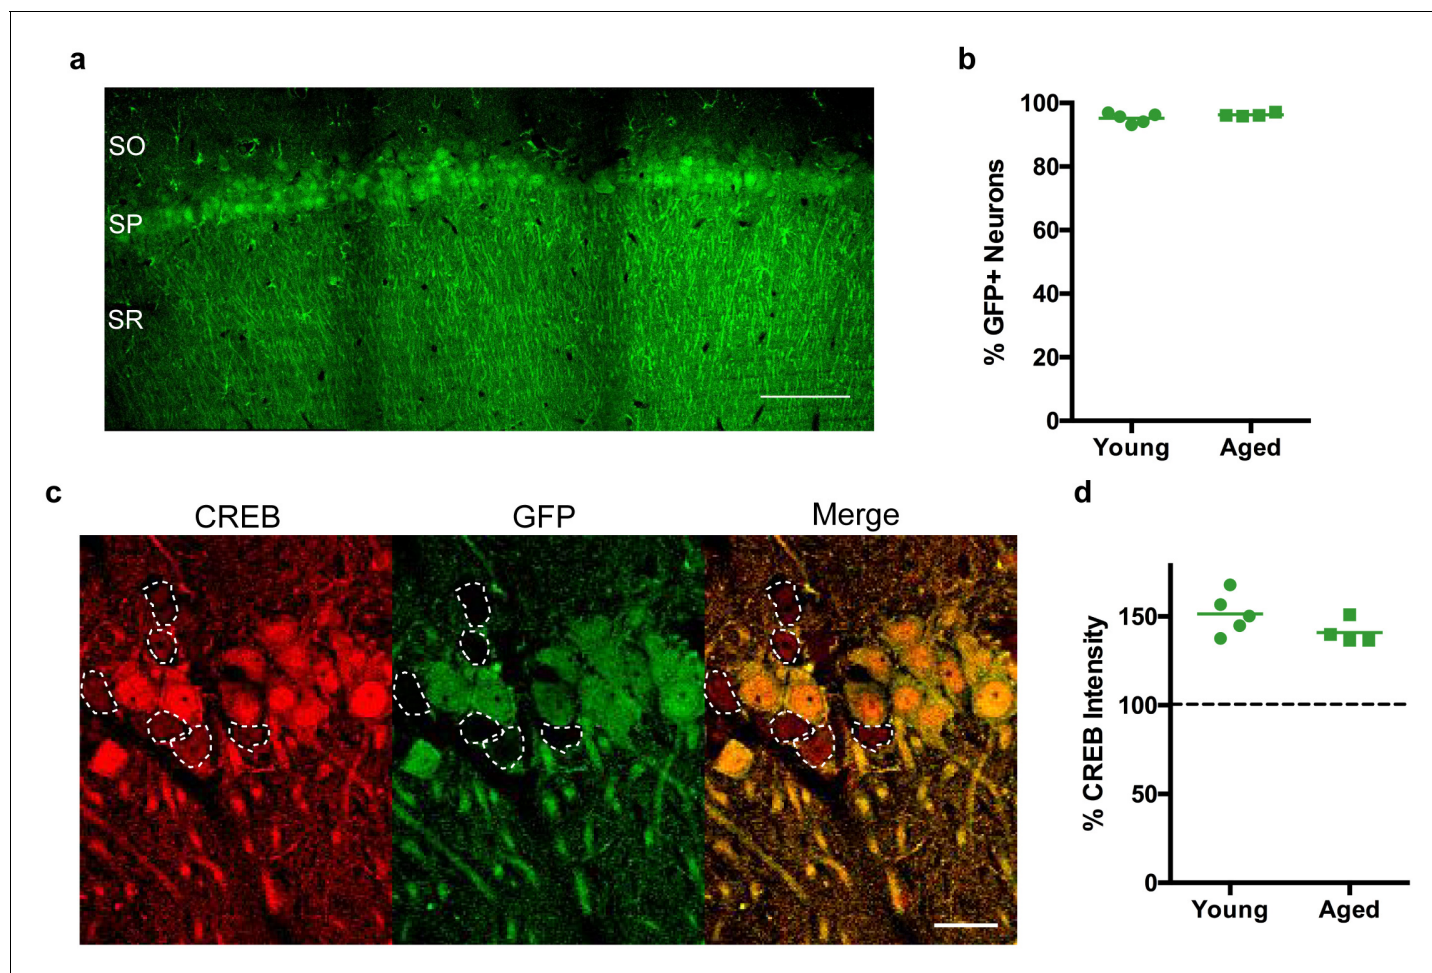 a
SO
SP
SR
b
% GFP+ Neurons
100
80
60
40
20
0
Young Aged
c
CREB GFP Merge
d
% CREB Intensity
150
100
50
0
Young Aged